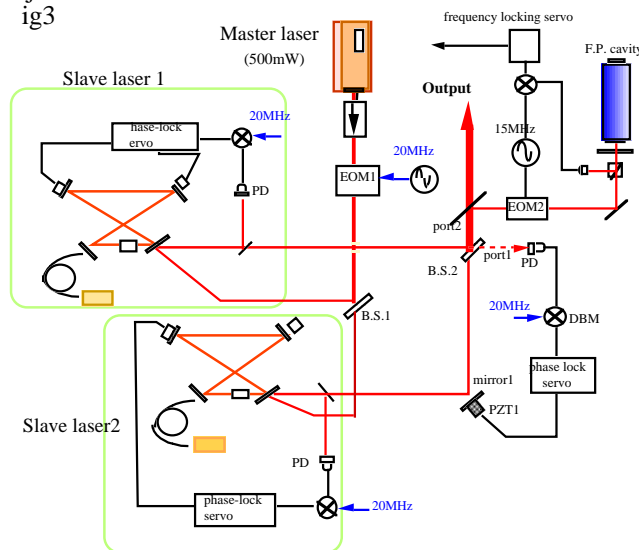 ig3
Master laser
(500mW)
frequency locking servo
F.P. cavity
Slave laser 1
Output
hase-lock
ervo
20MHz
20MHz
15MHz
PD
EOM1
EOM2
port2
port1
PD
B.S.2
B.S.1
20MHz
DBM
phase lock
servo
mirror1
PZT1
Slave laser2
PD
phase-lock
servo
20MHz